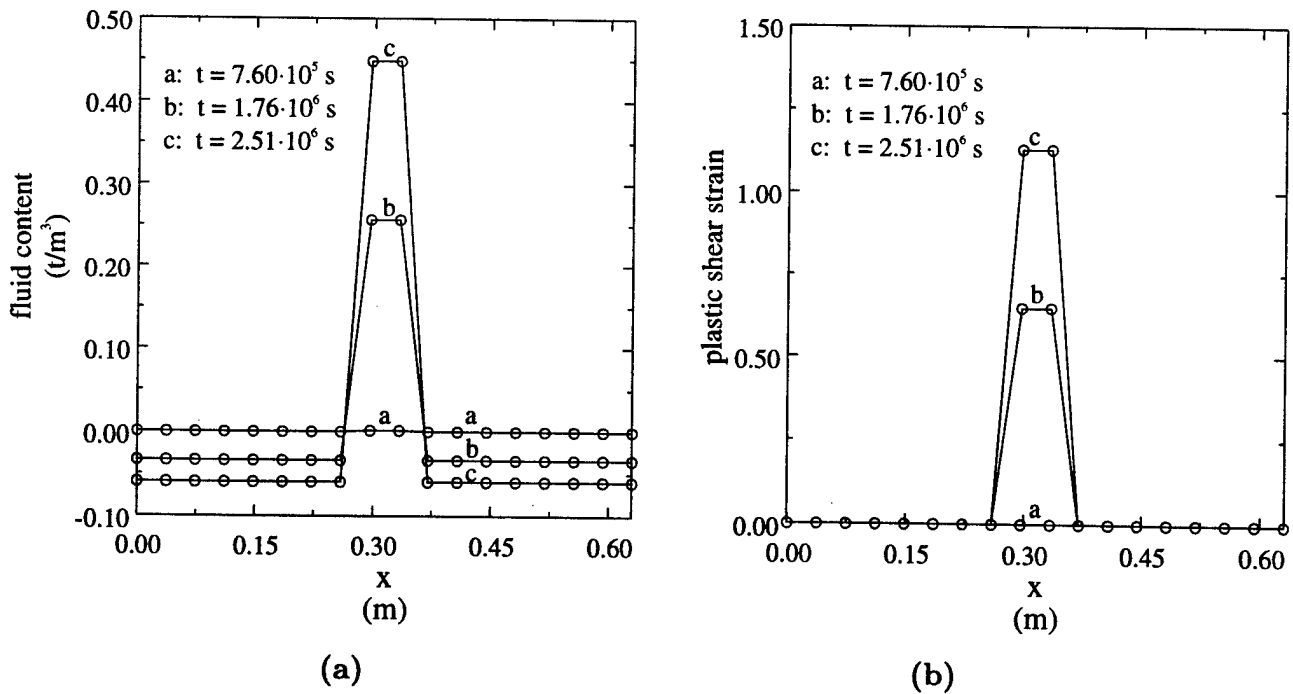 0.50
a: t = 7.60·10⁵ s
b: t = 1.76·10⁶ s
c: t = 2.51·10⁶ s
0.40
0.30
0.20
0.10
0.00
-0.10
fluid content
(t/m³)
c
b
a
a
b
c
0.00 0.15 0.30 0.45 0.60
x
(m)
(a)
1.50
a: t = 7.60·10⁵ s
b: t = 1.76·10⁶ s
c: t = 2.51·10⁶ s
1.00
0.50
0.00
plastic shear strain
c
b
a
0.00 0.15 0.30 0.45 0.60
x
(m)
(b)